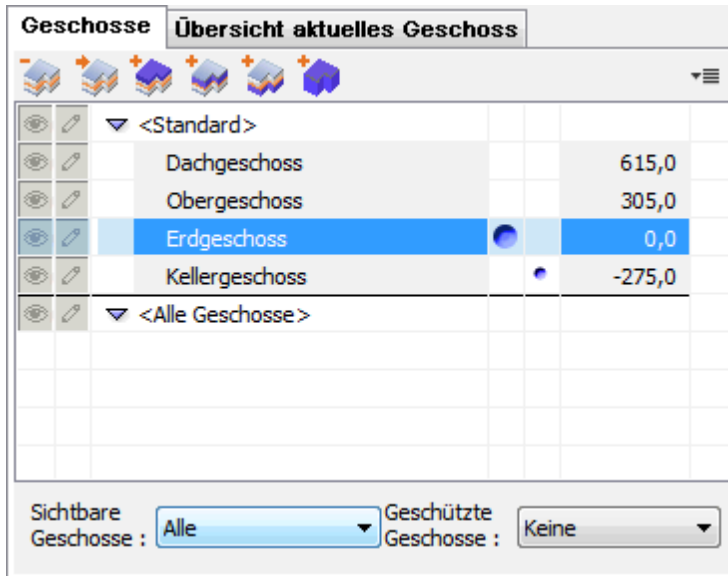 Geschosse Übersicht aktuelles Geschoss
<Standard>
Dachgeschoss 615,0
Obergeschoss 305,0
Erdgeschoss 0,0
Kellergeschoss -275,0
<Alle Geschosse>
Sichtbare Geschosse : Alle
Geschützte Geschosse : Keine